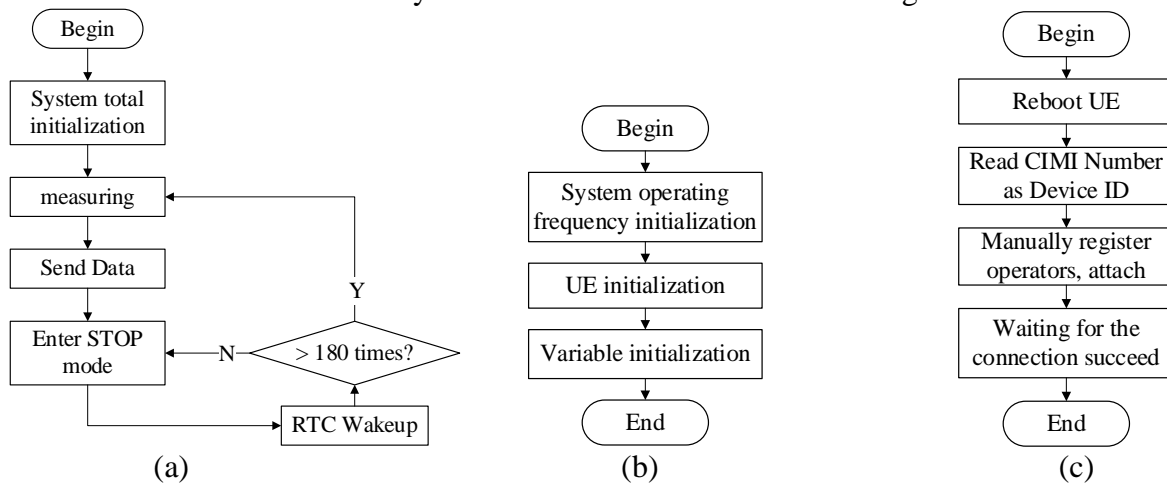 Begin
System total
initialization
measuring
Send Data
Enter STOP
mode
N
Y
> 180 times?
RTC Wakeup
(a)
Begin
System operating
frequency initialization
UE initialization
Variable initialization
End
(b)
Begin
Reboot UE
Read CIMI Number
as Device ID
Manually register
operators, attach
Waiting for the
connection succeed
End
(c)